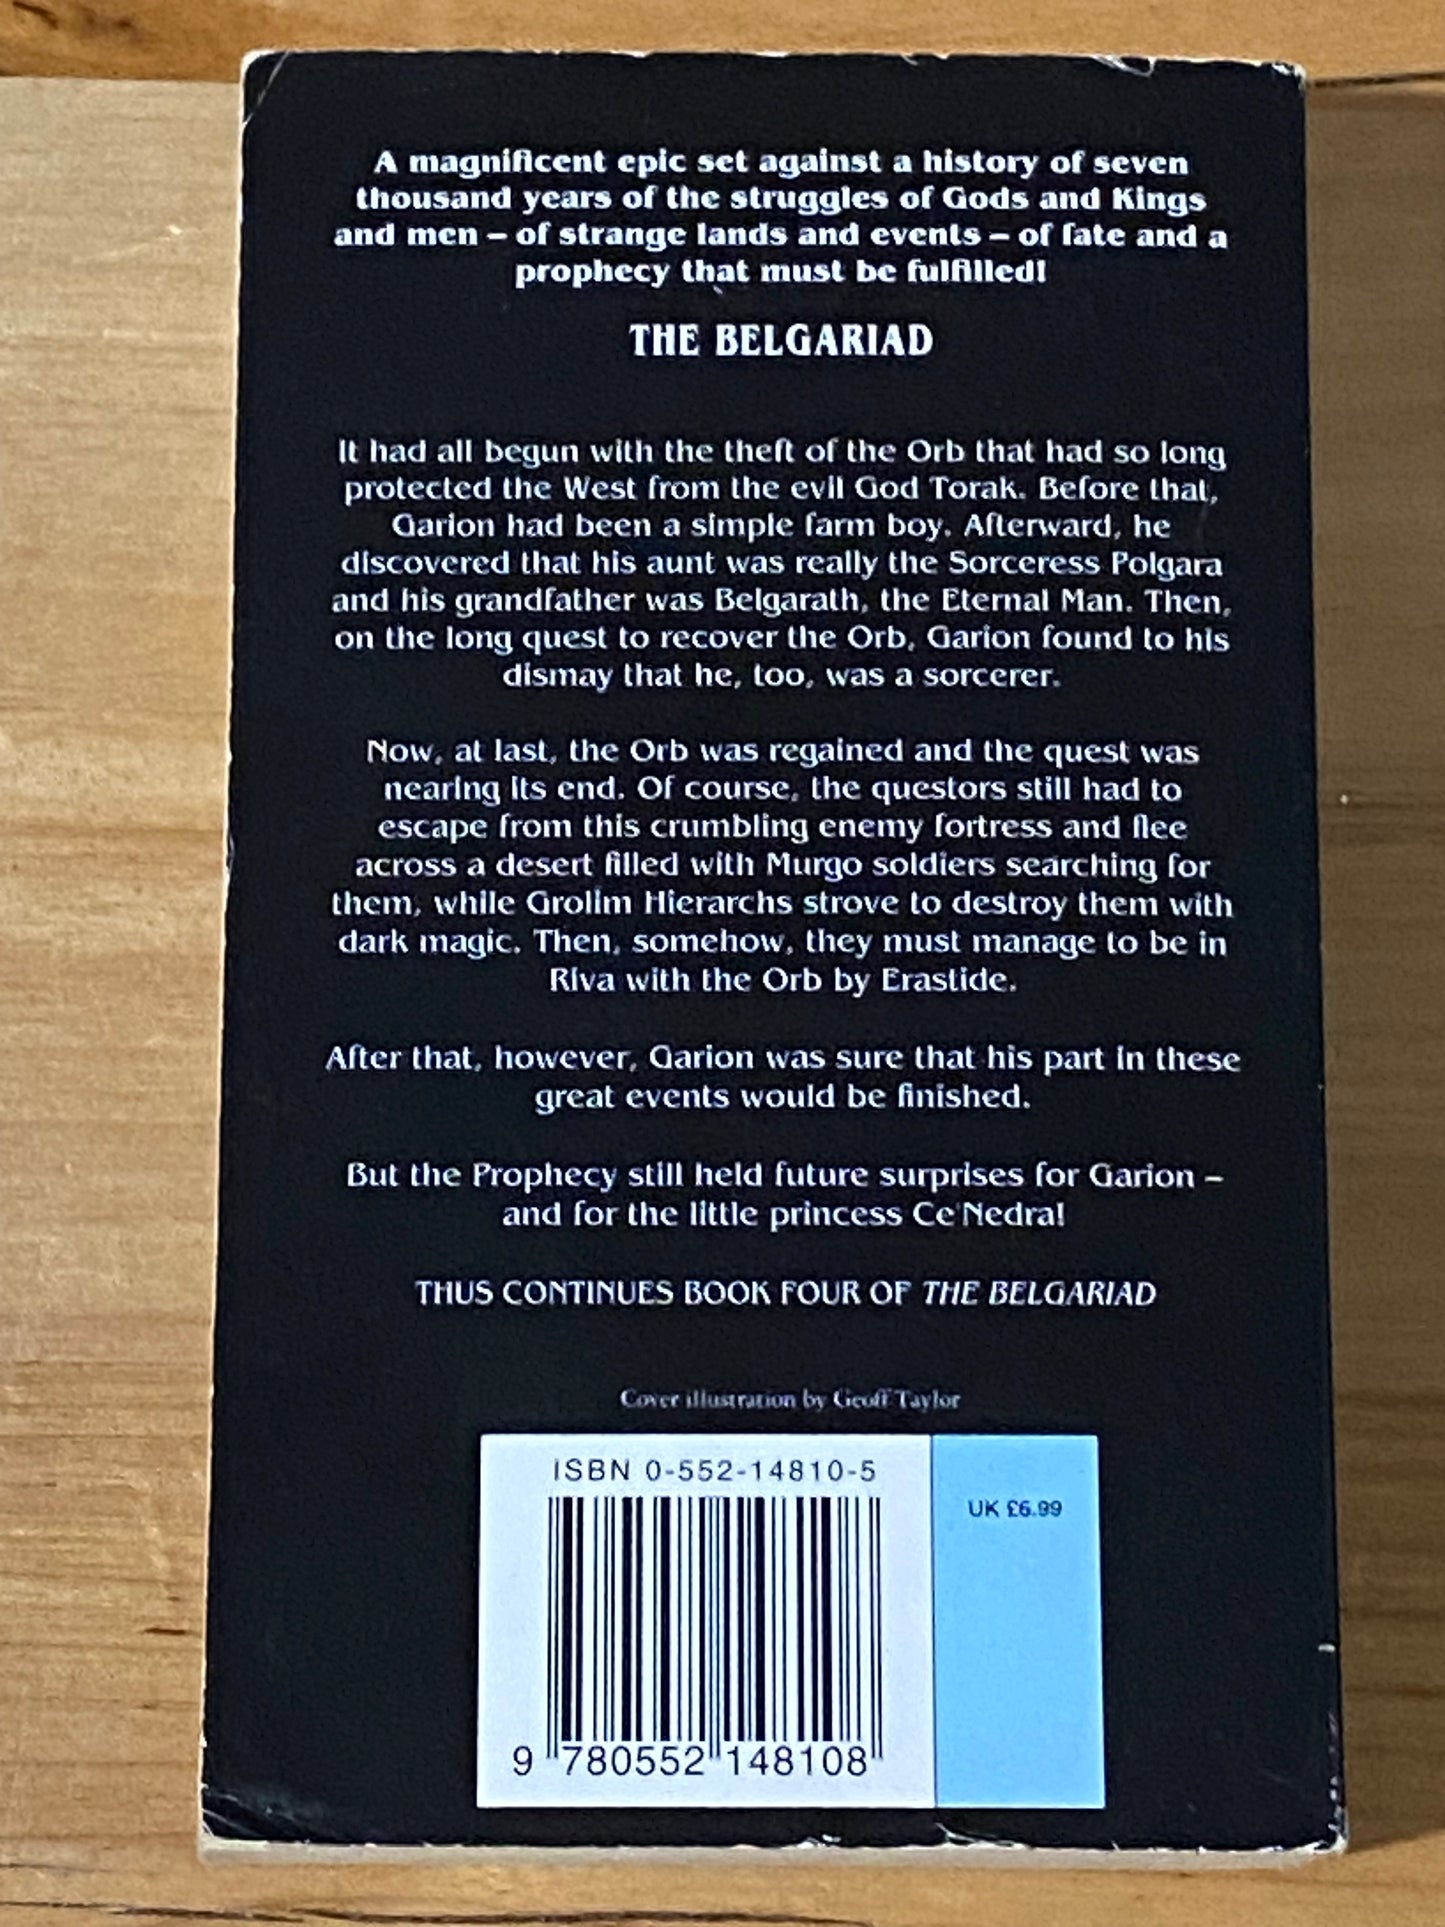 A magnificent epic set against a history of seven
thousand years of the struggles of Gods and Kings
and men – of strange lands and events – of fate and a
prophecy that must be fulfilled!
THE BELGARIAD
It had all begun with the theft of the Orb that had so long
protected the West from the evil God Torak. Before that,
Garion had been a simple farm boy. Afterward, he
discovered that his aunt was really the Sorceress Polgara
and his grandfather was Belgarath, the Eternal Man. Then,
on the long quest to recover the Orb, Garion found to his
dismay that he, too, was a sorcerer.
Now, at last, the Orb was regained and the quest was
nearing its end. Of course, the questors still had to
escape from this crumbling enemy fortress and flee
across a desert filled with Murgo soldiers searching for
them, while Grolim Hierarchs strove to destroy them with
dark magic. Then, somehow, they must manage to be in
Riva with the Orb by Erastide.
After that, however, Garion was sure that his part in these
great events would be finished.
But the Prophecy still held future surprises for Garion –
and for the little princess Ce'Nedra!
THUS CONTINUES BOOK FOUR OF THE BELGARIAD
Cover illustration by Geoff Taylor
ISBN 0-552-14810-5
UK £6.99
9 780552 148108